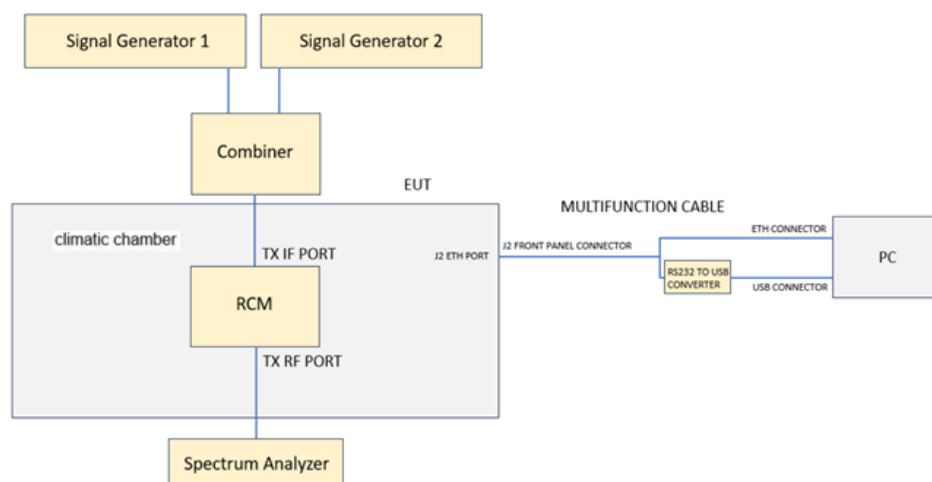 Signal Generator 1
Signal Generator 2
Combiner
EUT
MULTIFUNCTION CABLE
climatic chamber
TX IF PORT
J2 ETH PORT
J2 FRONT PANEL CONNECTOR
ETH CONNECTOR
PC
RS232 TO USB
CONVERTER
USB CONNECTOR
RCM
TX RF PORT
Spectrum Analyzer